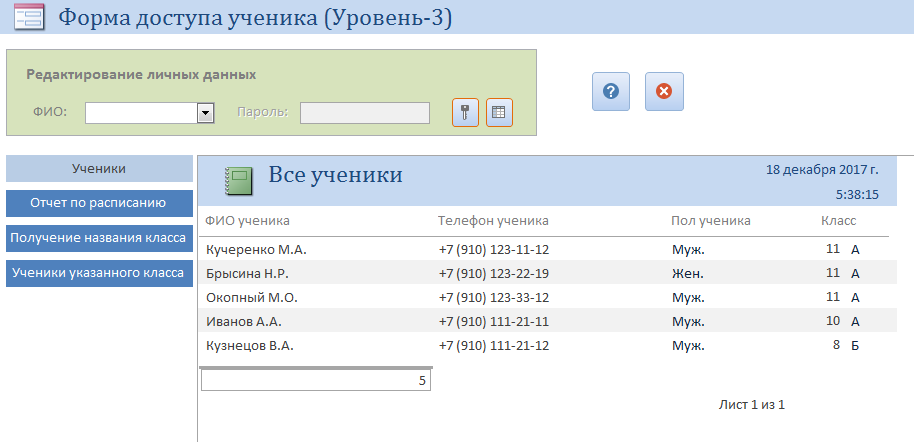 Форма доступа ученика (Уровень-3)
Редактирование личных данных
ФИО: Пароль:
Ученики
Отчет по расписанию
Получение названия класса
Ученики указанного класса
Все ученики
18 декабря 2017 г.
5:38:15
ФИО ученика Телефон ученика Пол ученика Класс
Кучеренко М.А. +7 (910) 123-11-12 Муж. 11 А
Брысина Н.Р. +7 (910) 123-22-19 Жен. 11 А
Окопный М.О. +7 (910) 123-33-12 Муж. 11 А
Иванов А.А. +7 (910) 111-21-11 Муж. 10 А
Кузнецов В.А. +7 (910) 111-21-12 Муж. 8 Б
5
Лист 1 из 1